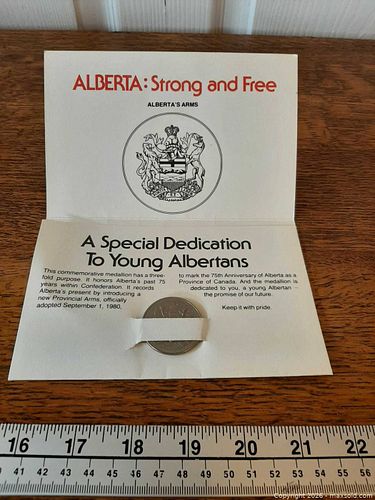 ALBERTA: Strong and Free
ALBERTA'S ARMS
A Special Dedication
To Young Albertans
This commemorative medallion has a three-
fold purpose. It honors Alberta's past 75
years within Confederation. It records
Alberta's present by introducing a
new Provincial Arms, officially
adopted September 1, 1980,
to mark the 75th Anniversary of Alberta as a
Province of Canada. And the medallion is
dedicated to you, a young Albertan –
the promise of our future.
Keep it with pride.
16 17 18 19 20 21 22
41 42 43 44 45 46 47 48 49 50 51 52 53 54 55 56